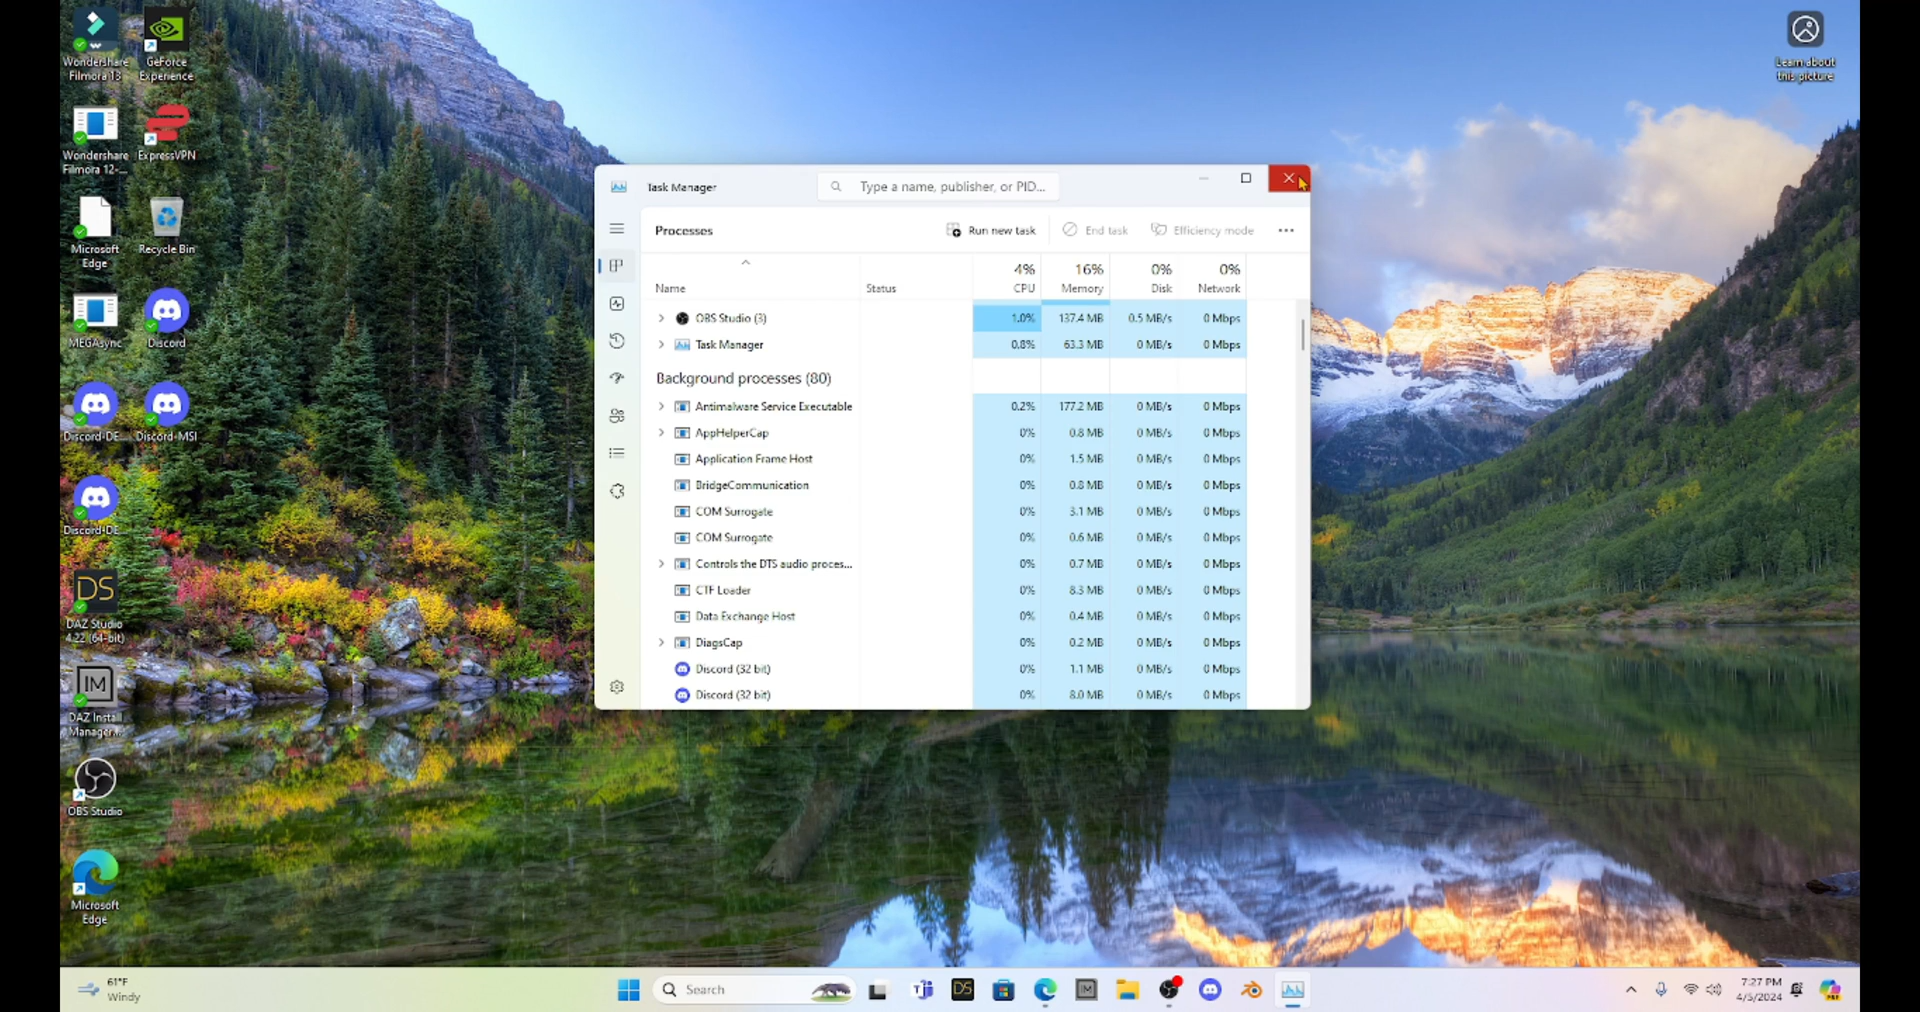 Wondershare
Filmora 13
GeForce
Experience
Wondershare
Filmora 12-...
ExpressVPN
Microsoft
Edge
Recycle Bin
MEGAsync
Discord
Discord-DE...
Discord-MSI
Discord-DE...
DS
DAZ Studio
4.22 (64-bit)
IM
DAZ Install
Manager...
OBS Studio
Microsoft
Edge
Learn about
this picture
Task Manager
Type a name, publisher, or PID...
Processes
Run new task
End task
Efficiency mode
4% 16% 0% 0%
Name Status CPU Memory Disk Network
OBS Studio (3) 1.0% 137.4 MB 0.5 MB/s 0 Mbps
Task Manager 0.8% 63.3 MB 0 MB/s 0 Mbps
Background processes (80)
Antimalware Service Executable 0.2% 177.2 MB 0 MB/s 0 Mbps
AppHelperCap 0% 0.8 MB 0 MB/s 0 Mbps
Application Frame Host 0% 1.5 MB 0 MB/s 0 Mbps
BridgeCommunication 0% 0.8 MB 0 MB/s 0 Mbps
COM Surrogate 0% 3.1 MB 0 MB/s 0 Mbps
COM Surrogate 0% 0.6 MB 0 MB/s 0 Mbps
Controls the DTS audio proces... 0% 0.7 MB 0 MB/s 0 Mbps
CTF Loader 0% 8.3 MB 0 MB/s 0 Mbps
Data Exchange Host 0% 0.4 MB 0 MB/s 0 Mbps
DiagsCap 0% 0.2 MB 0 MB/s 0 Mbps
Discord (32 bit) 0% 1.1 MB 0 MB/s 0 Mbps
Discord (32 bit) 0% 8.0 MB 0 MB/s 0 Mbps
61°F
Windy
Search
DS
IM
7:27 PM
4/5/2024